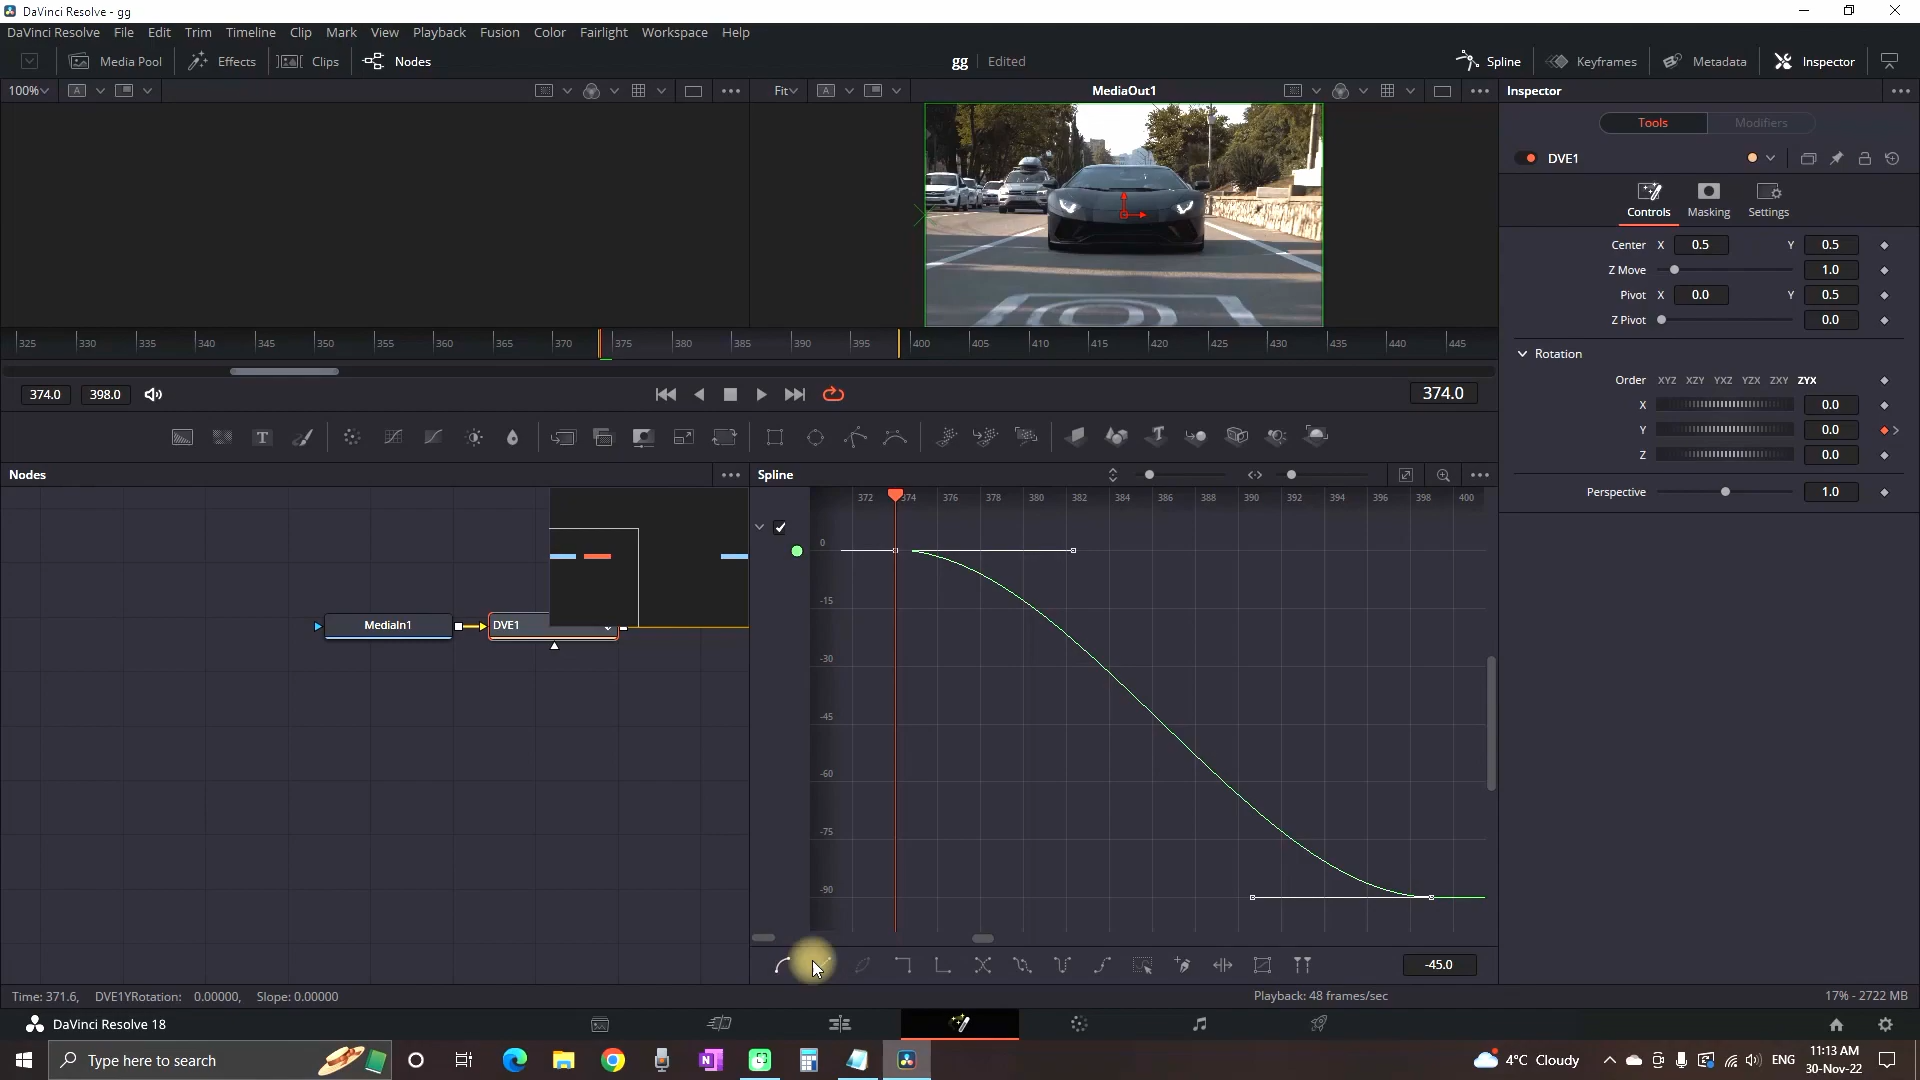 DaVinci Resolve - gg
DaVinci Resolve File Edit Trim Timeline Clip Mark View Playback Fusion Color Fairlight Workspace Help
Media Pool Effects Clips Nodes gg Edited Spline Keyframes Metadata Inspector
100% A Fit A MediaOut1 Inspector
Tools Modifiers
DVE1
Controls Masking Settings
Center X 0.5 Y 0.5
Z Move 1.0
Pivot X 0.0 Y 0.5
Z Pivot 0.0
325 330 335 340 345 350 355 360 365 370 375 380 385 390 395 400 405 410 415 420 425 430 435 440 445
Rotation
Order XYZ XZY YXZ YZX ZXY ZYX
374.0 398.0 374.0
X 0.0
Y 0.0
Z 0.0
Perspective 1.0
Nodes Spline
372 374 376 378 380 382 384 386 388 390 392 394 396 398 400
0
-15
-30
-45
-60
-75
-90
MediaIn1 DVE1
-45.0
Time: 371.6, DVE1YRotation: 0.00000, Slope: 0.00000 Playback: 48 frames/sec 17% - 2722 MB
DaVinci Resolve 18
Type here to search 4°C Cloudy ENG 11:13 AM
30-Nov-22